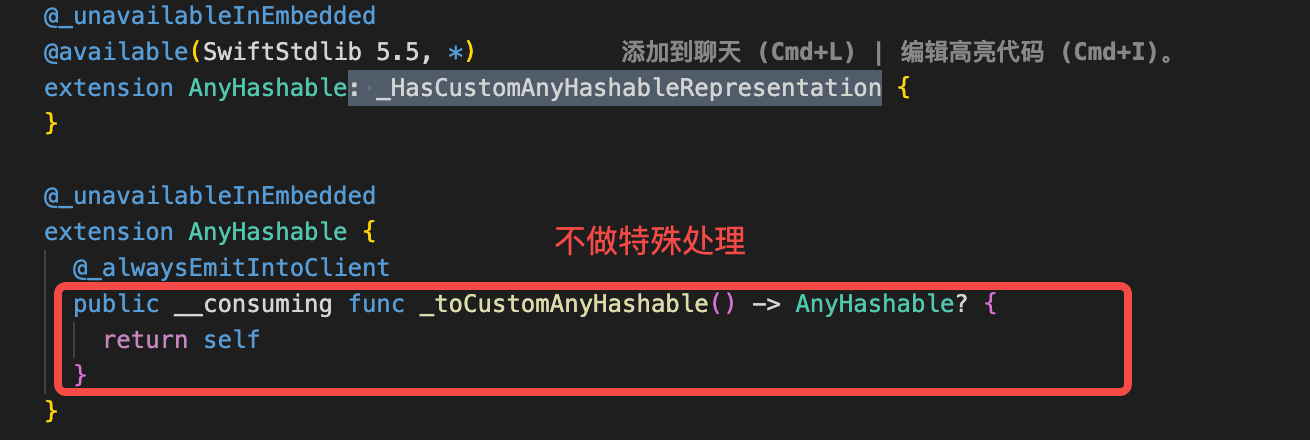 @_unavailableInEmbedded
@available(SwiftStdlib 5.5, *) 添加到聊天 (Cmd+L) | 编辑高亮代码 (Cmd+I)。
extension AnyHashable: _HasCustomAnyHashableRepresentation {
}
@_unavailableInEmbedded
extension AnyHashable {
不做特殊处理
@_alwaysEmitIntoClient
public __consuming func _toCustomAnyHashable() -> AnyHashable? {
return self
}
}